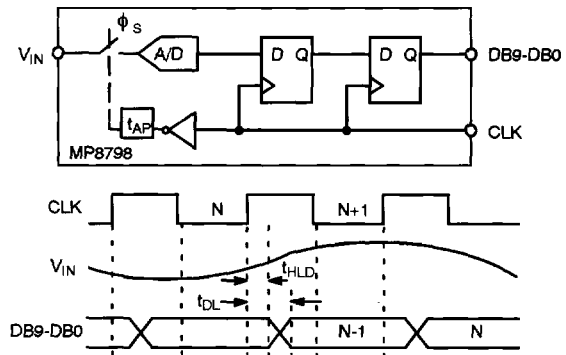 ϕS
VIN
A/D
D Q
D Q
DB9-DB0
tAP
CLK
MP8798
CLK
N
N+1
VIN
tHLD
tDL
DB9-DB0
N-1
N